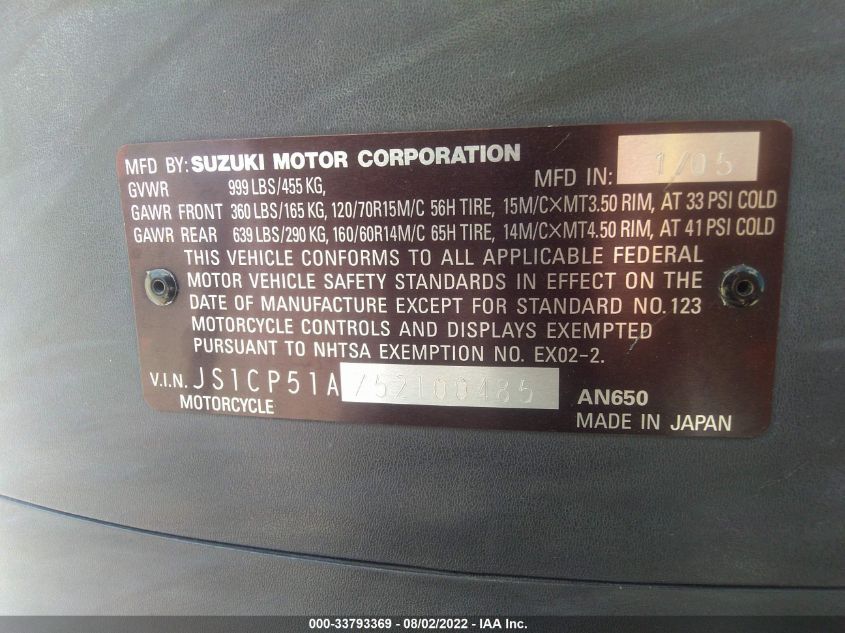 MFD BY: SUZUKI MOTOR CORPORATION
MFD IN: 1/05
GVWR 999 LBS/455 KG,
GAWR FRONT 360 LBS/165 KG, 120/70R15M/C 56H TIRE, 15M/C×MT3.50 RIM, AT 33 PSI COLD
GAWR REAR 639 LBS/290 KG, 160/60R14M/C 65H TIRE, 14M/C×MT4.50 RIM, AT 41 PSI COLD
THIS VEHICLE CONFORMS TO ALL APPLICABLE FEDERAL
MOTOR VEHICLE SAFETY STANDARDS IN EFFECT ON THE
DATE OF MANUFACTURE EXCEPT FOR STANDARD NO. 123
MOTORCYCLE CONTROLS AND DISPLAYS EXEMPTED
PURSUANT TO NHTSA EXEMPTION NO. EX02-2.
V.I.N. JS1CP51A752100485 AN650
MOTORCYCLE MADE IN JAPAN
000-33793369 - 08/02/2022 - IAA Inc.